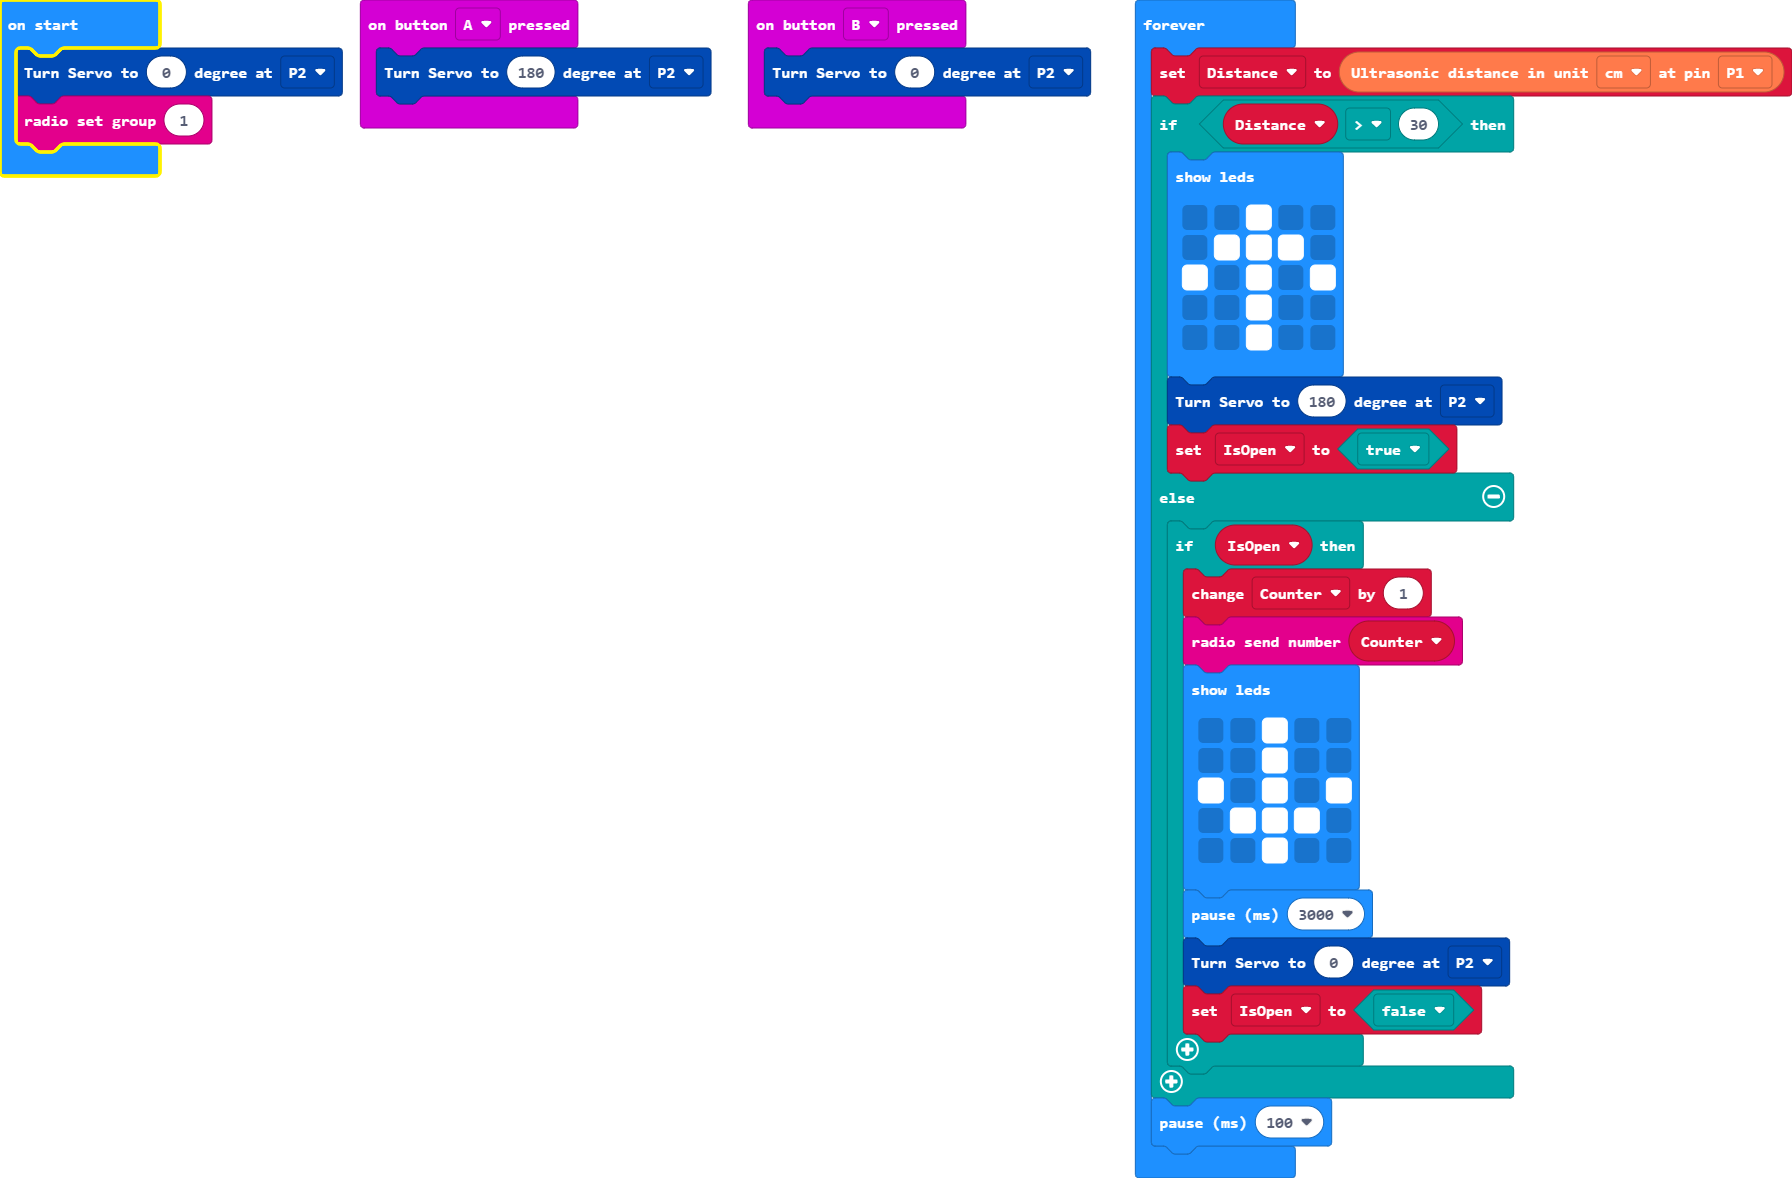 on start
Turn Servo to 0 degree at P2
radio set group 1
on button A pressed
Turn Servo to 180 degree at P2
on button B pressed
Turn Servo to 0 degree at P2
forever
set Distance to Ultrasonic distance in unit cm at pin P1
if Distance > 30 then
show leds
Turn Servo to 180 degree at P2
set IsOpen to true
else
if IsOpen then
change Counter by 1
radio send number Counter
show leds
pause (ms) 3000
Turn Servo to 0 degree at P2
set IsOpen to false
pause (ms) 100